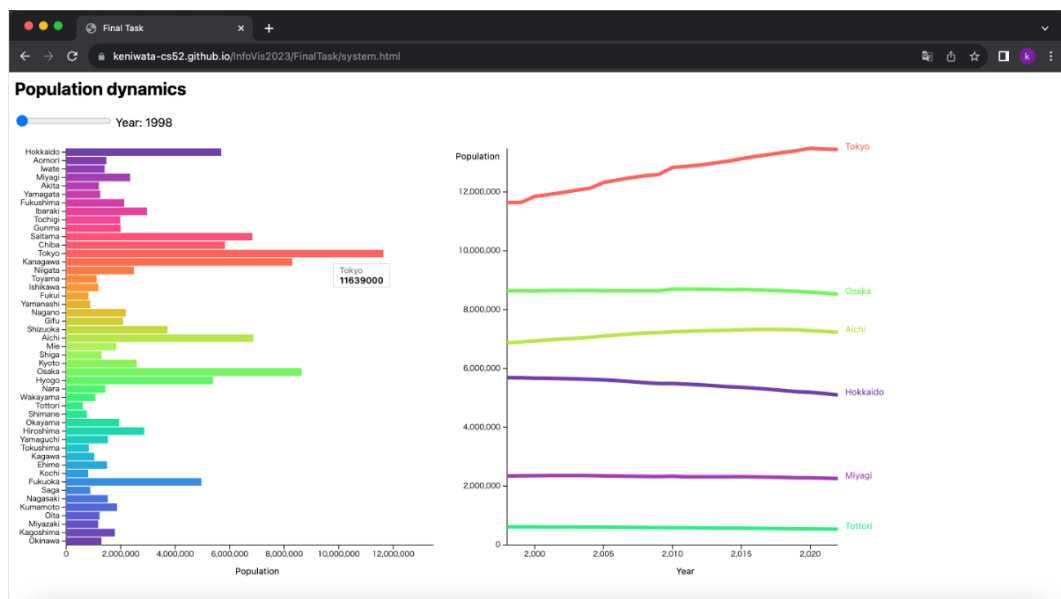 Final Task
keniwata-cs52.github.io/InfoVis2023/FinalTask/system.html
k
Population dynamics
Year: 1998
Hokkaido
Aomori
Iwate
Miyagi
Akita
Yamagata
Fukushima
Ibaraki
Tochigi
Gunma
Saitama
Chiba
Tokyo
Kanagawa
Niigata
Toyama
Ishikawa
Fukui
Yamanashi
Nagano
Gifu
Shizuoka
Aichi
Mie
Shiga
Kyoto
Osaka
Hyogo
Nara
Wakayama
Tottori
Shimane
Okayama
Hiroshima
Yamaguchi
Tokushima
Kagawa
Ehime
Kochi
Fukuoka
Saga
Nagasaki
Kumamoto
Oita
Miyazaki
Kagoshima
Okinawa
Tokyo
11639000
0 2,000,000 4,000,000 6,000,000 8,000,000 10,000,000 12,000,000
Population
Population
12,000,000
10,000,000
8,000,000
6,000,000
4,000,000
2,000,000
0
Tokyo
Osaka
Aichi
Hokkaido
Miyagi
Tottori
2,000 2,005 2,010 2,015 2,020
Year